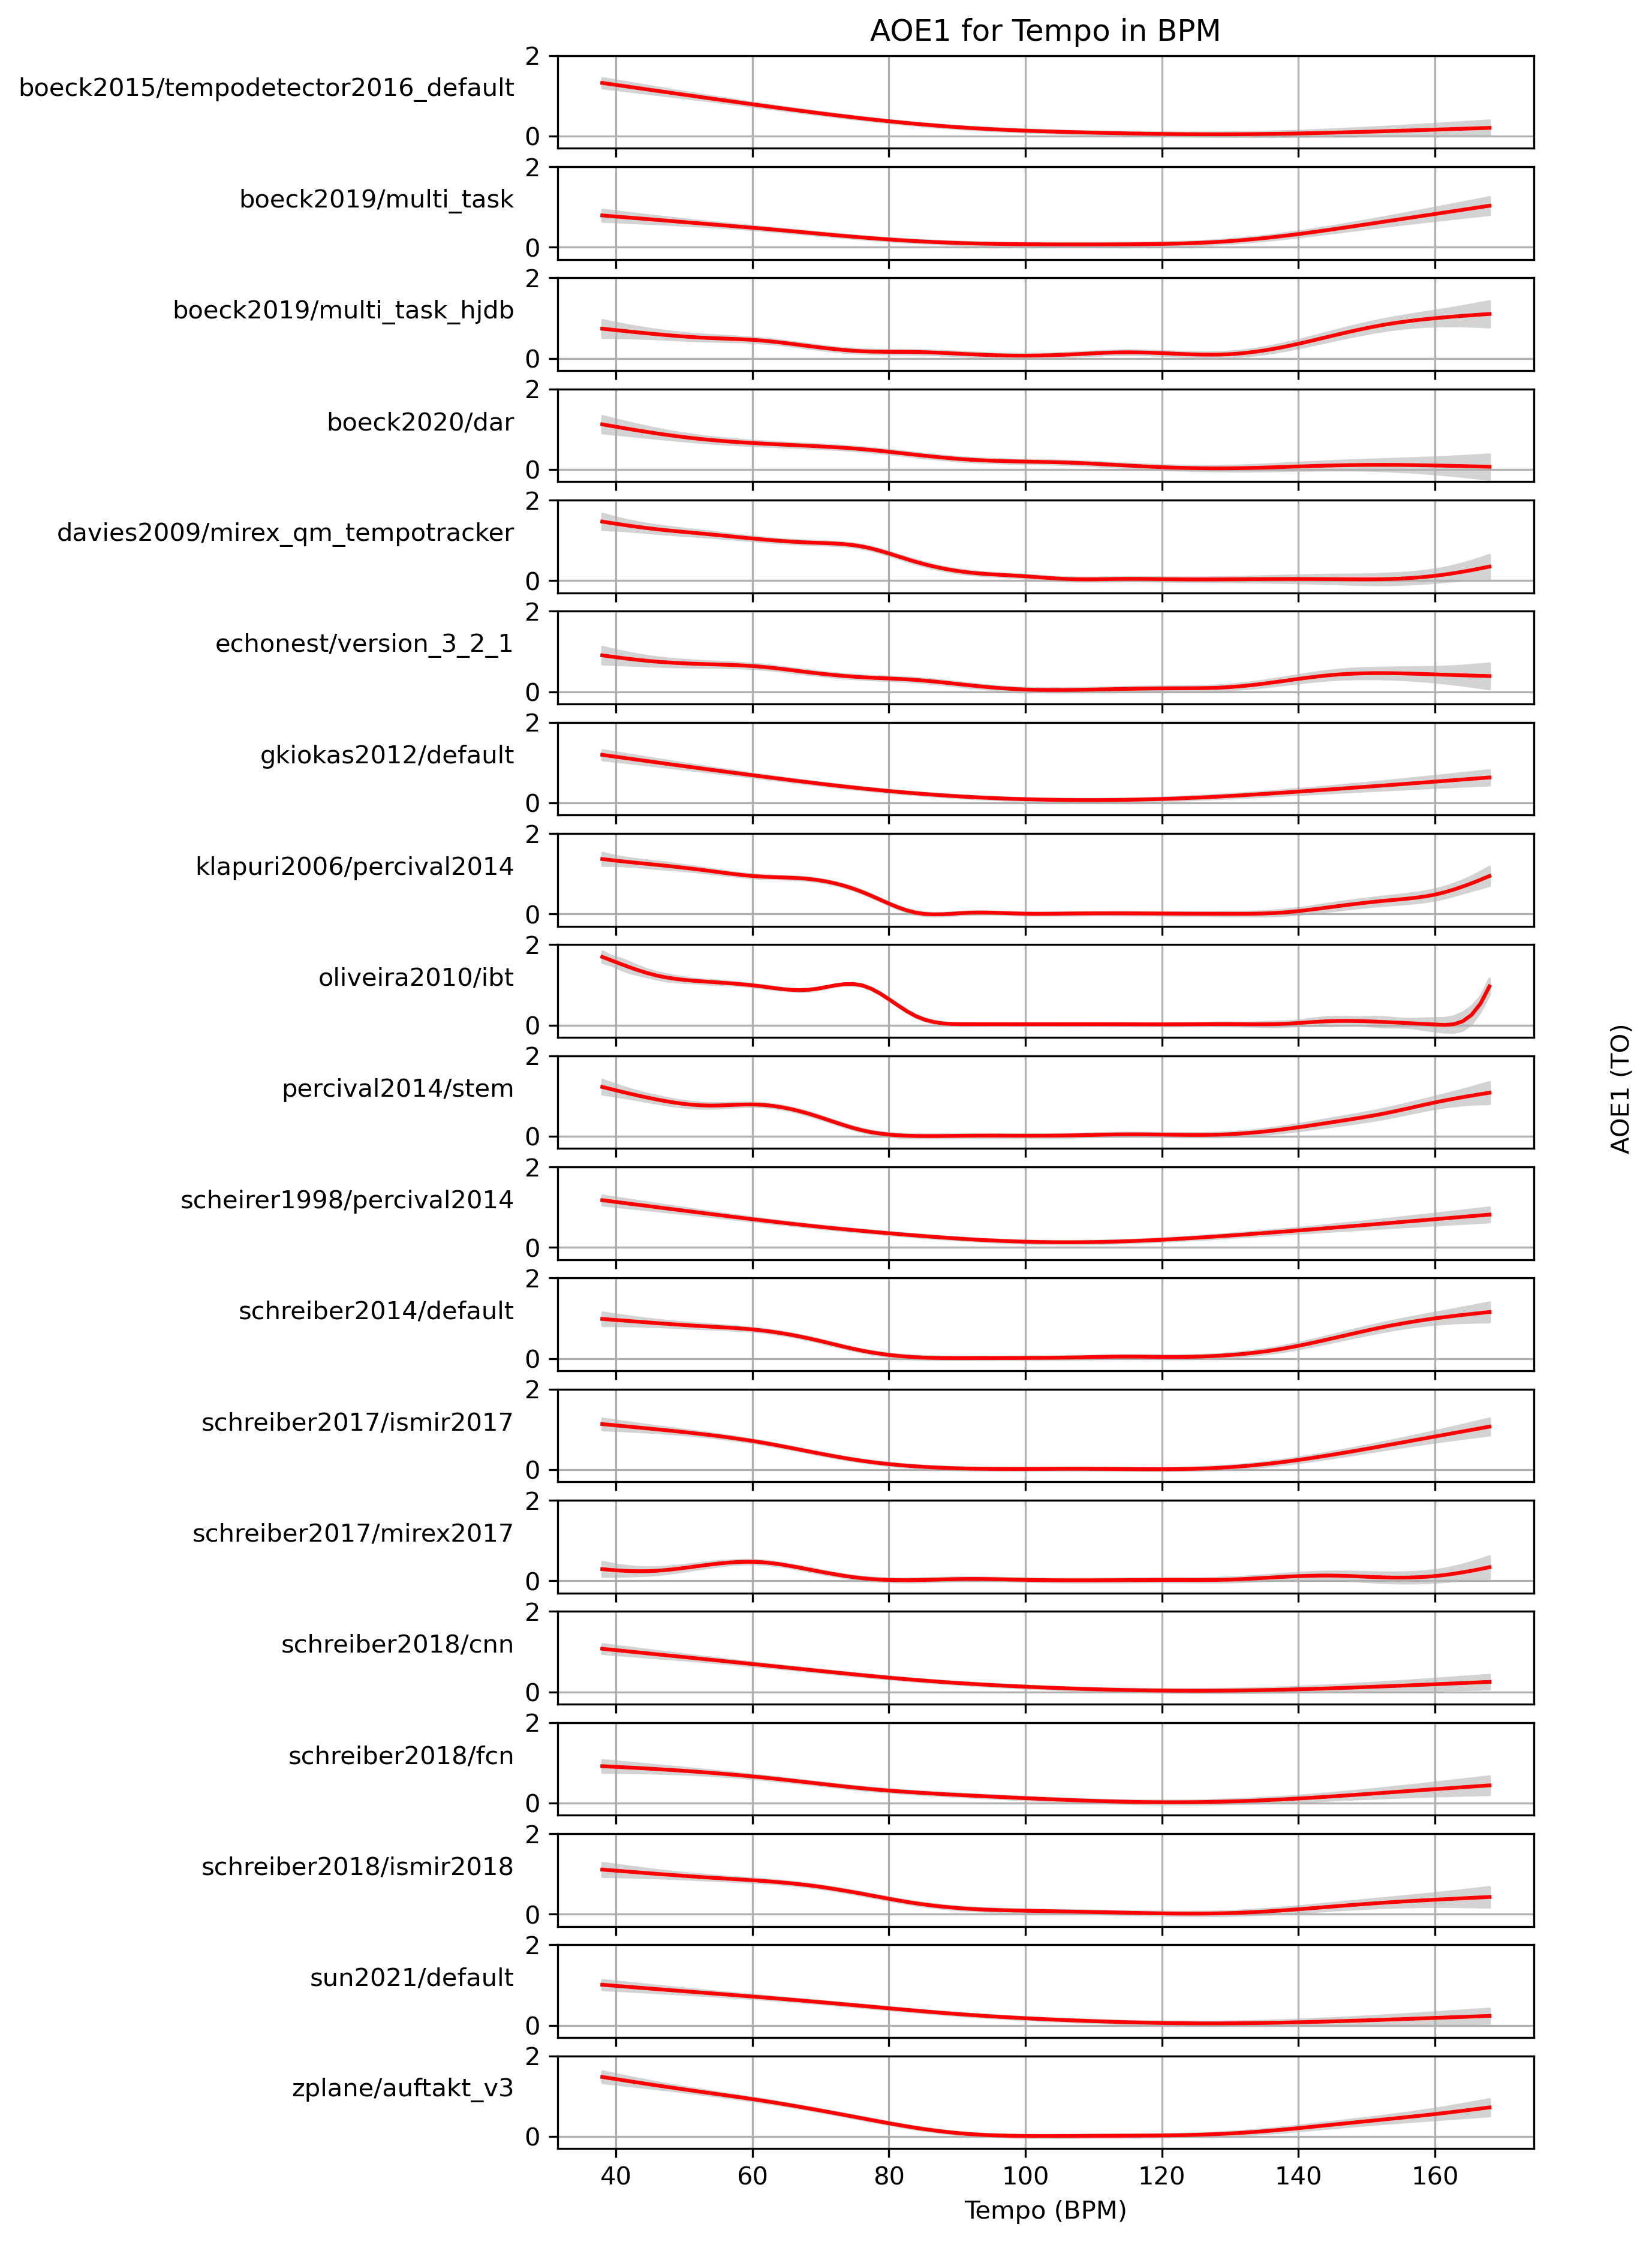 AOE1 for Tempo in BPM
2
boeck2015/tempodetector2016_default
0
2
boeck2019/multi_task
0
2
boeck2019/multi_task_hjdb
0
2
boeck2020/dar
0
2
davies2009/mirex_qm_tempotracker
0
2
echonest/version_3_2_1
0
2
gkiokas2012/default
0
2
klapuri2006/percival2014
0
2
oliveira2010/ibt
0
2
percival2014/stem
0
AOE1 (TO)
2
scheirer1998/percival2014
0
2
schreiber2014/default
0
2
schreiber2017/ismir2017
0
2
schreiber2017/mirex2017
0
2
schreiber2018/cnn
0
2
schreiber2018/fcn
0
2
schreiber2018/ismir2018
0
2
sun2021/default
0
2
zplane/auftakt_v3
0
40 60 80 100 120 140 160
Tempo (BPM)